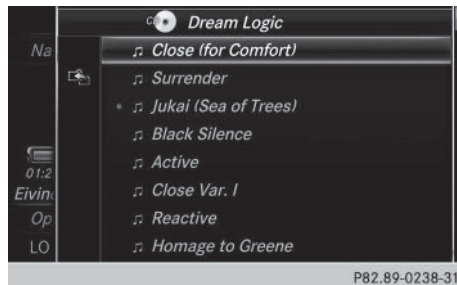 CD Dream Logic
Na
Close (for Comfort)
Surrender
Jukai (Sea of Trees)
Black Silence
Active
01:2
Close Var. I
Eivin
Reactive
Op
Homage to Greene
LO
P82.89-0238-31